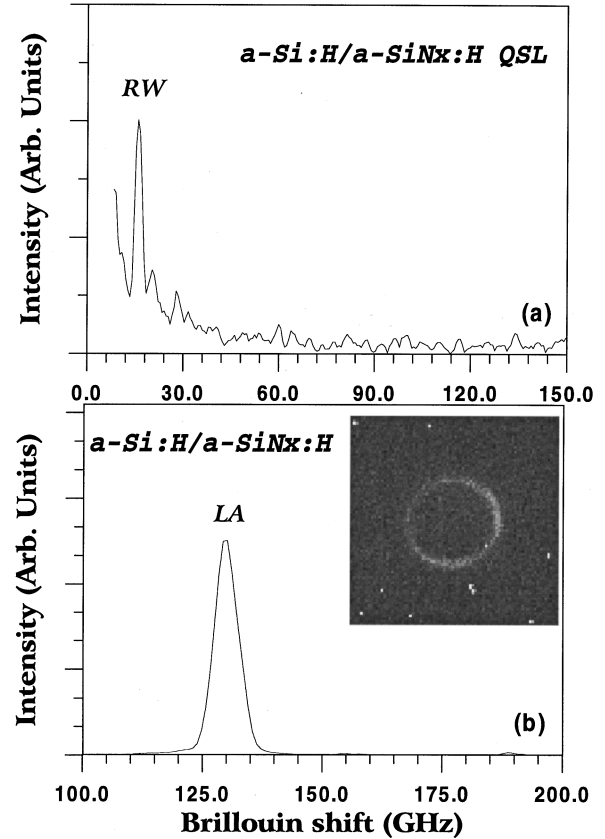 a-Si:H/a-SiNx:H QSL
RW
Intensity (Arb. Units)
(a)
0.0 30.0 60.0 90.0 120.0 150.0
a-Si:H/a-SiNx:H
LA
Intensity (Arb. Units)
(b)
100.0 125.0 150.0 175.0 200.0
Brillouin shift (GHz)